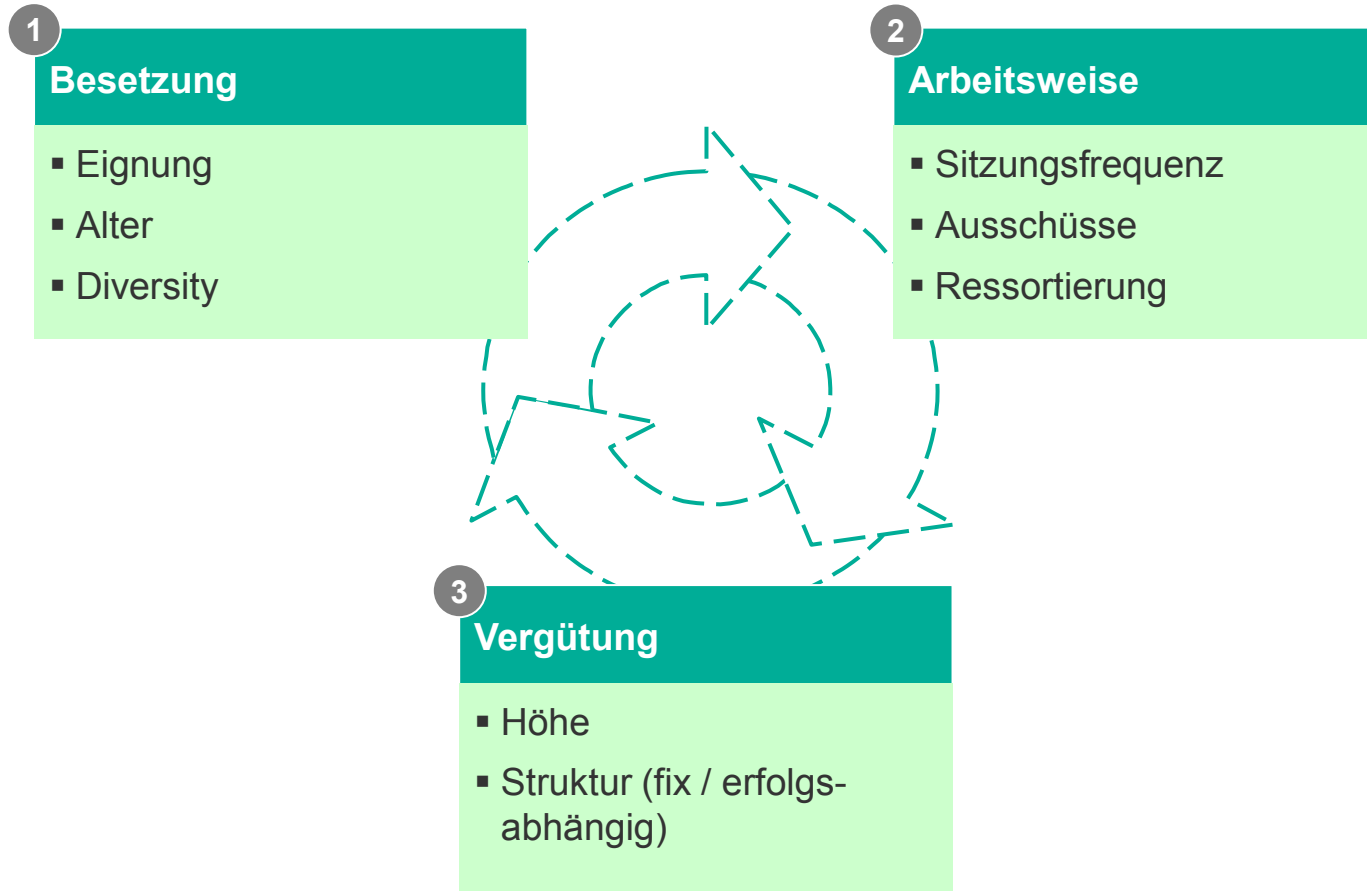 1
Besetzung
▪ Eignung
▪ Alter
▪ Diversity
2
Arbeitsweise
▪ Sitzungsfrequenz
▪ Ausschüsse
▪ Ressortierung
3
Vergütung
▪ Höhe
▪ Struktur (fix / erfolgs-
abhängig)